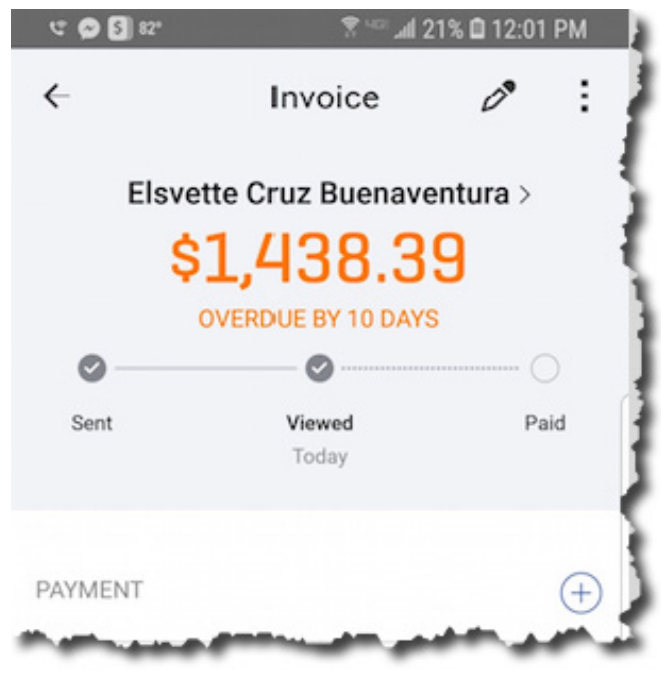 82° 21% 12:01 PM
Invoice
Elsvette Cruz Buenaventura >
$1,438.39
OVERDUE BY 10 DAYS
Sent Viewed Paid
Today
PAYMENT